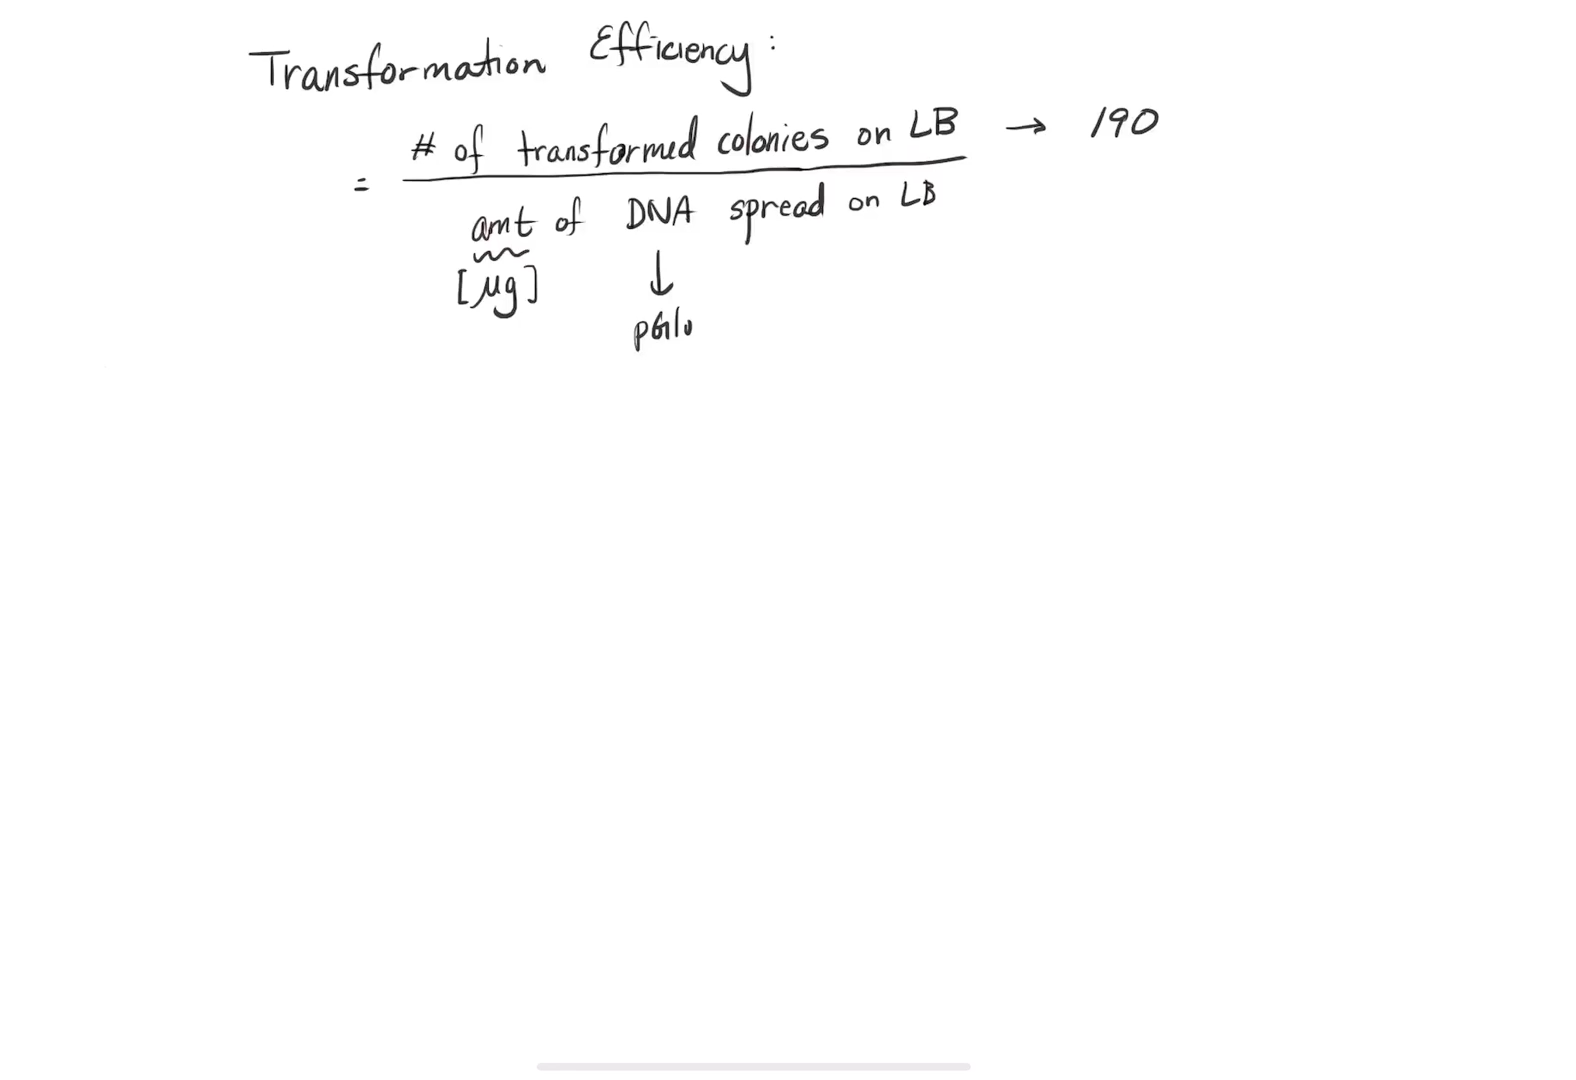 Transformation Efficiency:
# of transformed colonies on LB → 190
=
amt of DNA spread on LB
[μg] ↓
pGlo